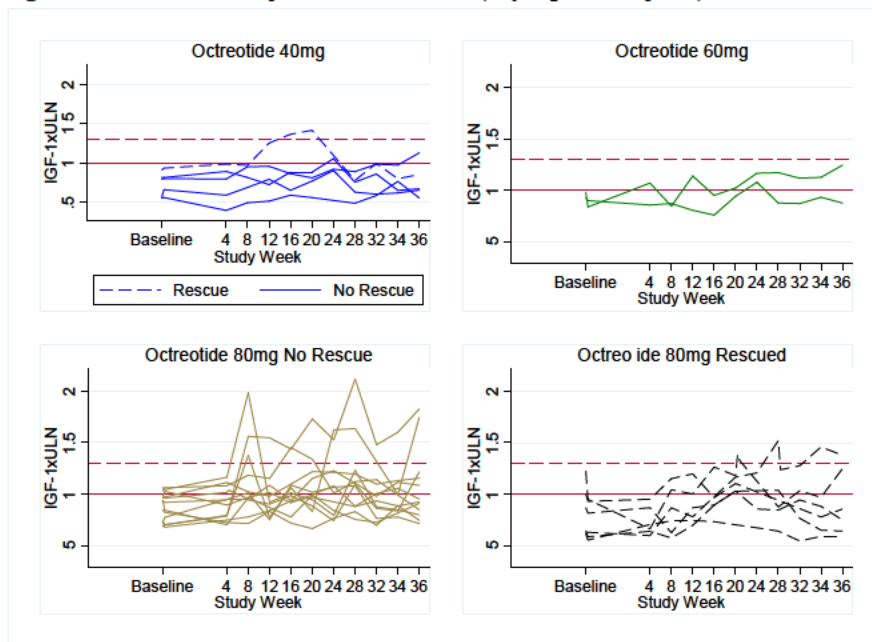 Octreotide 40mg
IGF-1xULN
2
1.5
1
.5
Baseline 4 8 12 16 20 24 28 32 34 36
Study Week
Rescue No Rescue
Octreotide 60mg
IGF-1xULN
2
1.5
1
.5
Baseline 4 8 12 16 20 24 28 32 34 36
Study Week
Octreotide 80mg No Rescue
IGF-1xULN
2
1.5
1
.5
Baseline 4 8 12 16 20 24 28 32 34 36
Study Week
Octreo ide 80mg Rescued
IGF-1xULN
2
1.5
1
.5
Baseline 4 8 12 16 20 24 28 32 34 36
Study Week